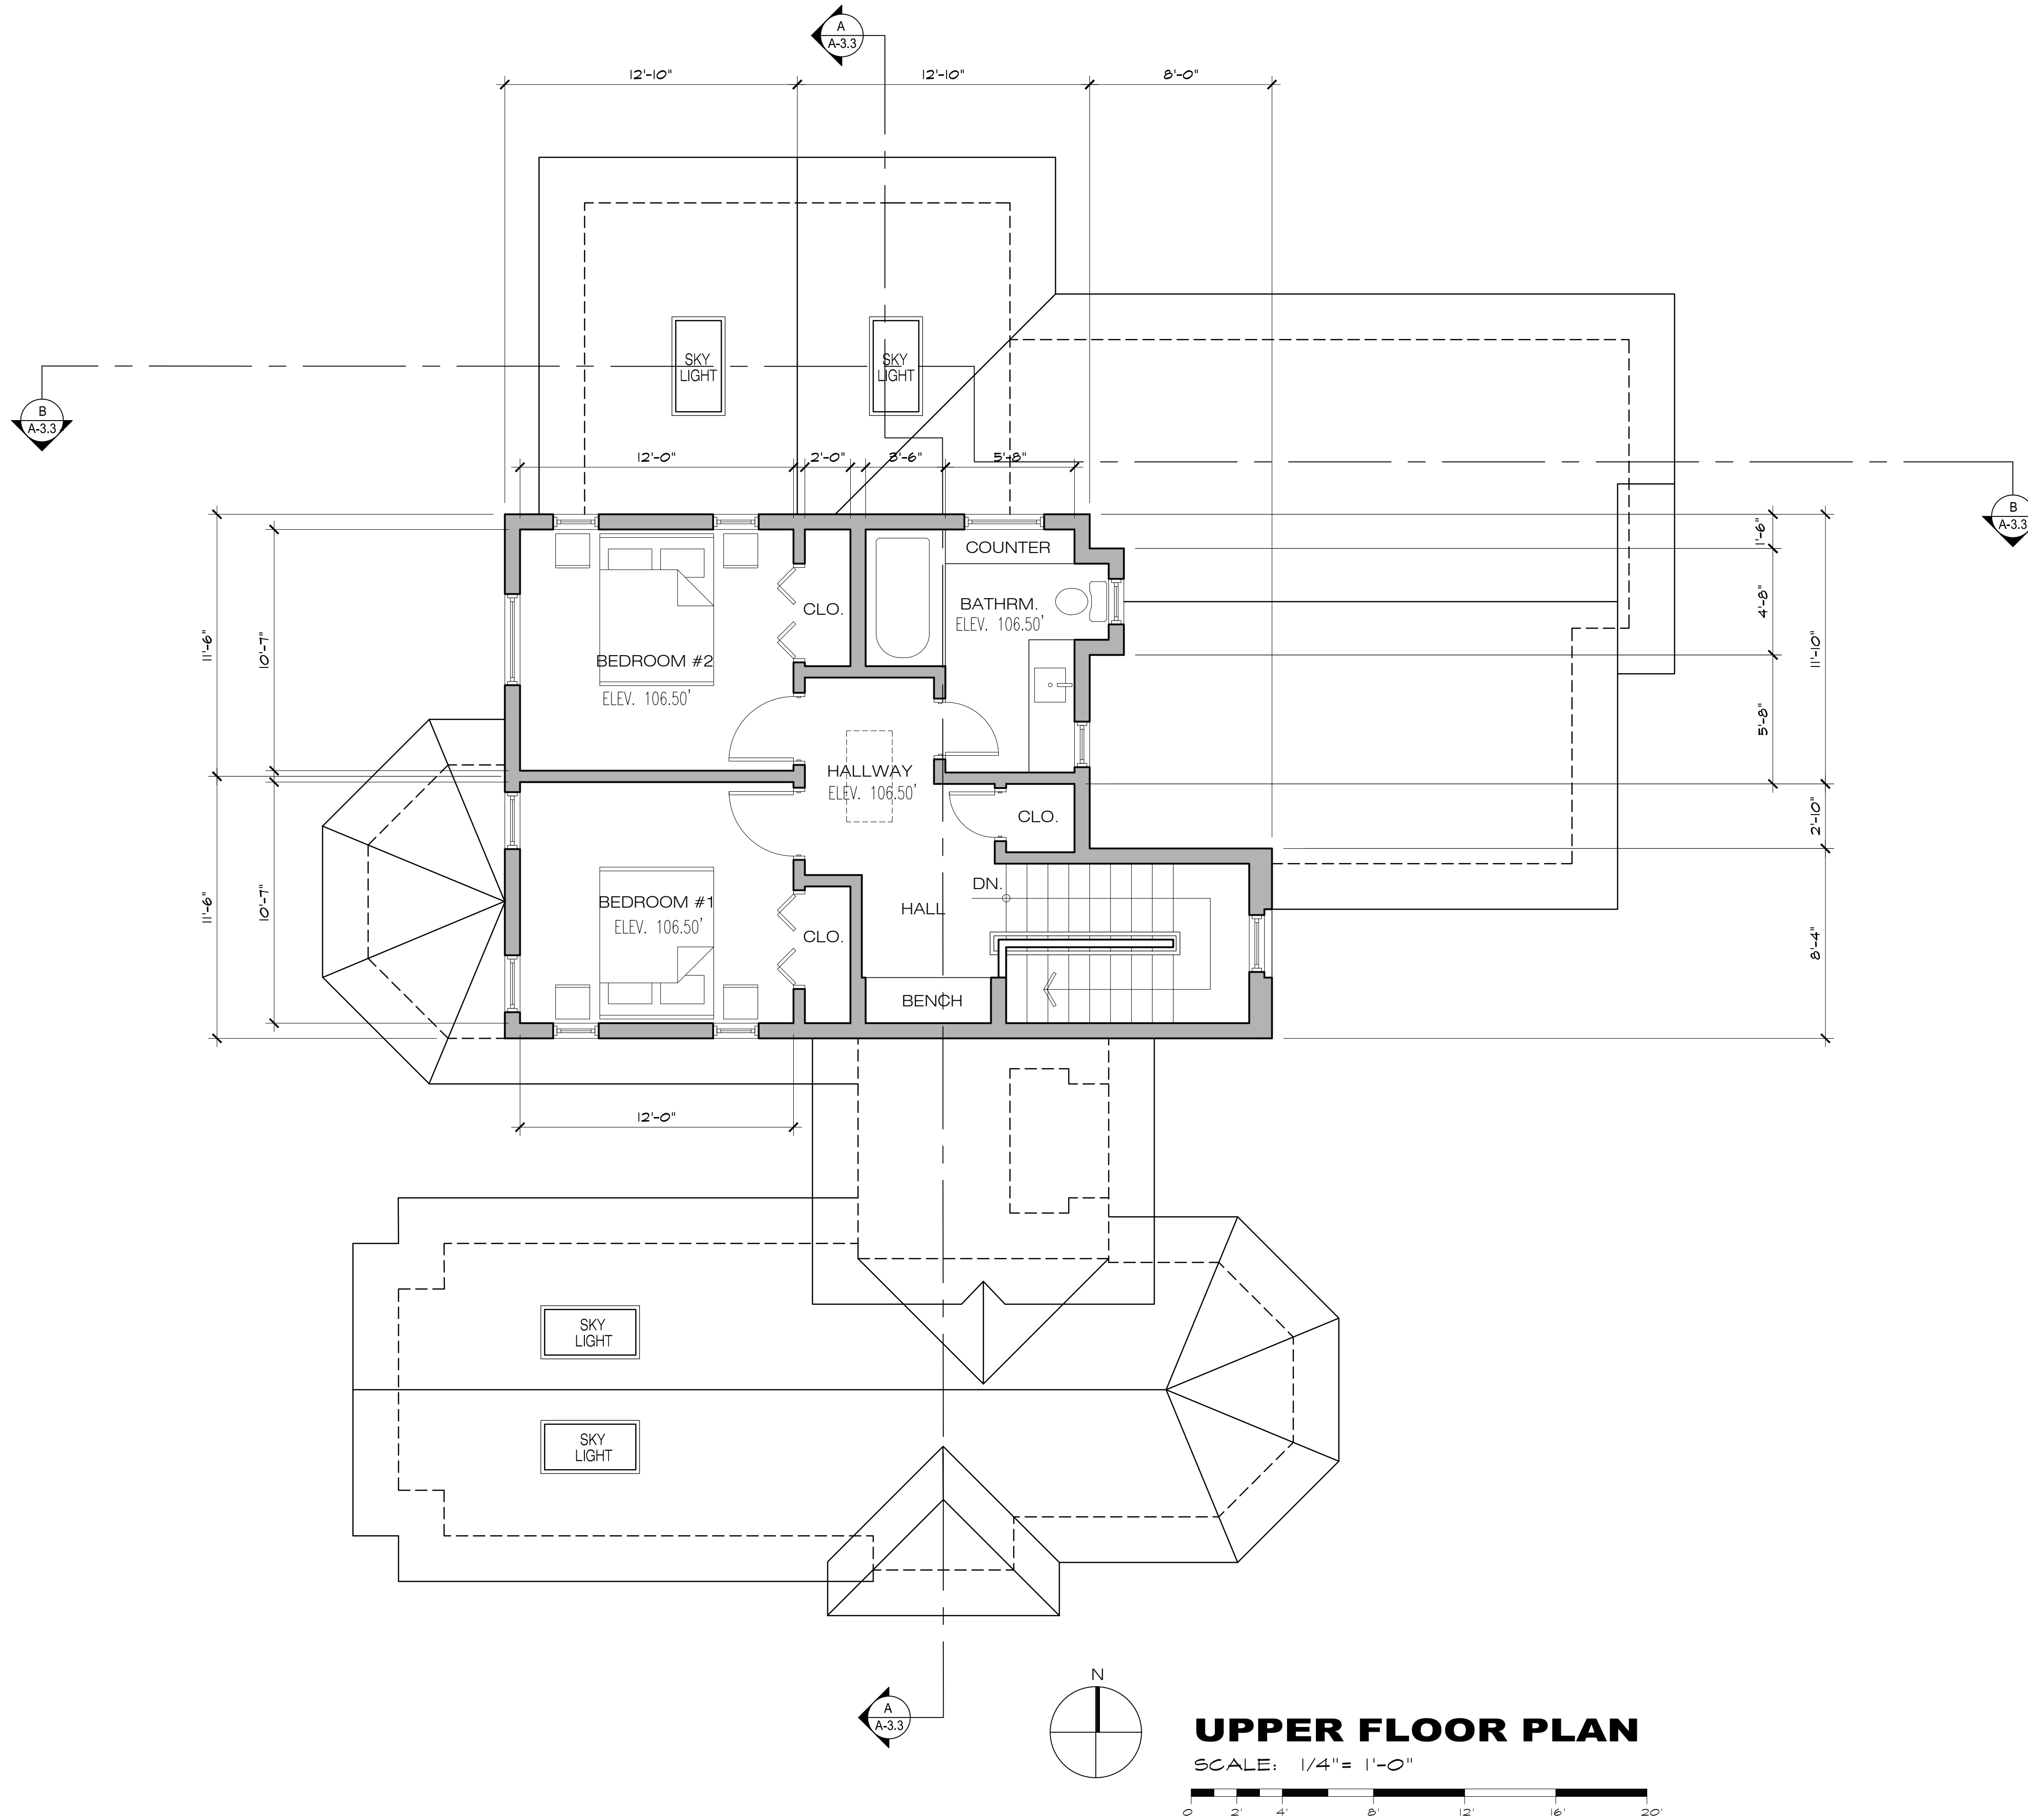 A
A-3.3
12'-10"
12'-10"
8'-0"
SKY
LIGHT
SKY
LIGHT
B
A-3.3
B
A-3.3
12'-0"
2'-0"
3'-6"
5'-8"
1'-6"
4'-8"
5'-8"
11'-10"
2'-10"
8'-4"
11'-6"
10'-7"
11'-6"
10'-7"
COUNTER
CLO.
BATHRM.
ELEV. 106.50'
BEDROOM #2
ELEV. 106.50'
HALLWAY
ELEV. 106.50'
CLO.
DN.
BEDROOM #1
ELEV. 106.50'
HALL
CLO.
BENCH
12'-0"
SKY
LIGHT
SKY
LIGHT
A
A-3.3
N
UPPER FLOOR PLAN
SCALE: 1/4"= 1'-0"
0 2' 4' 8' 12' 16' 20'